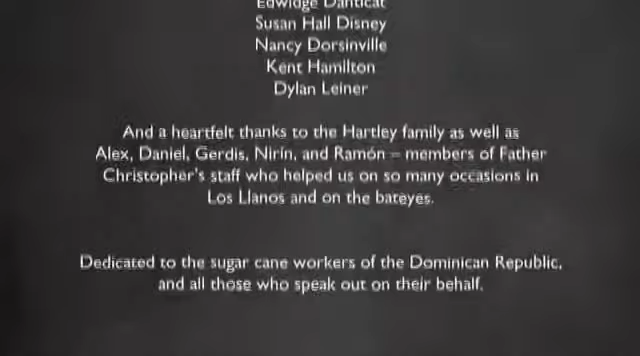 Edwidge Danticat
Susan Hall Disney
Nancy Dorsinville
Kent Hamilton
Dylan Leiner
And a heartfelt thanks to the Hartley family as well as
Alex, Daniel, Gerdis, Nirín, and Ramón – members of Father
Christopher's staff who helped us on so many occasions in
Los Llanos and on the bateyes.
Dedicated to the sugar cane workers of the Dominican Republic,
and all those who speak out on their behalf.